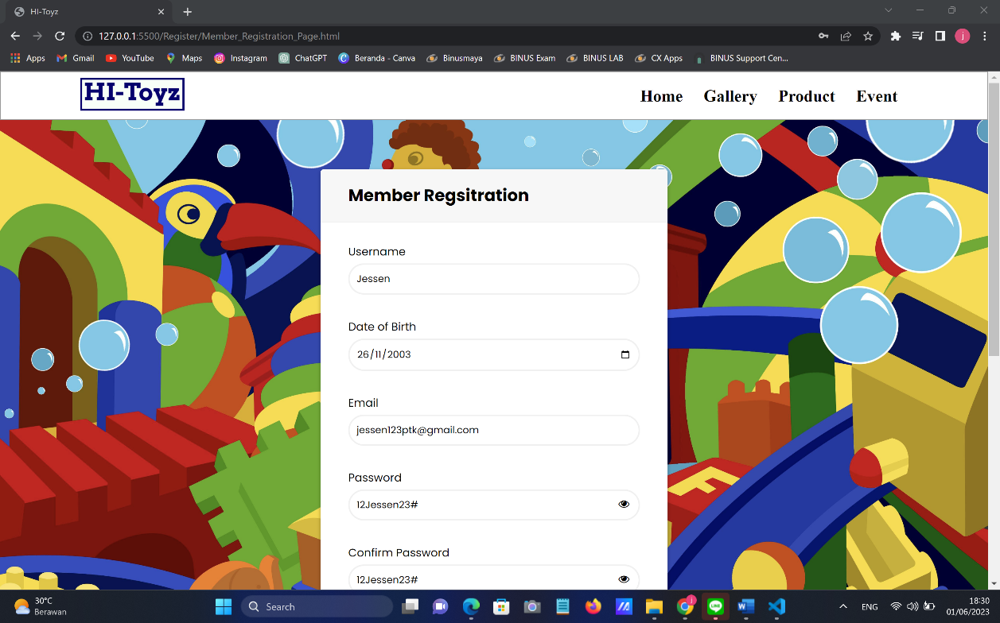 HI-Toyz
127.0.0.1:5500/Register/Member_Registration_Page.html
j
Apps Gmail YouTube Maps Instagram ChatGPT Beranda - Canva Binusmaya BINUS Exam BINUS LAB CX Apps BINUS Support Cen...
HI-Toyz
Home Gallery Product Event
Member Regsitration
Username
Jessen
Date of Birth
26/11/2003
Email
jessen123ptk@gmail.com
Password
12Jessen23#
Confirm Password
12Jessen23#
30°C
Berawan
Search
ENG
18:30
01/06/2023